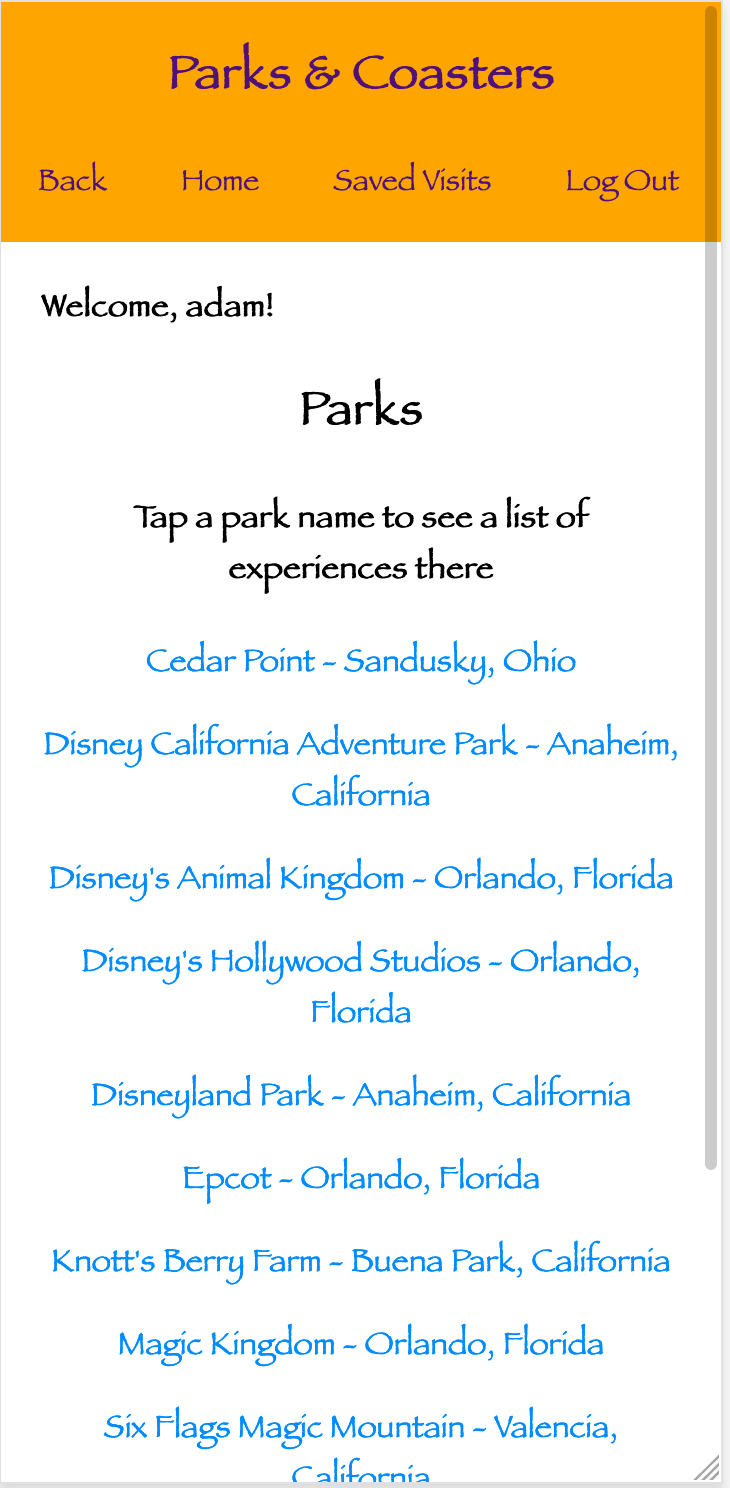 Parks & Coasters
Back Home Saved Visits Log Out
Welcome, adam!
Parks
Tap a park name to see a list of
experiences there
Cedar Point - Sandusky, Ohio
Disney California Adventure Park - Anaheim,
California
Disney's Animal Kingdom - Orlando, Florida
Disney's Hollywood Studios - Orlando,
Florida
Disneyland Park - Anaheim, California
Epcot - Orlando, Florida
Knott's Berry Farm - Buena Park, California
Magic Kingdom - Orlando, Florida
Six Flags Magic Mountain - Valencia,
California